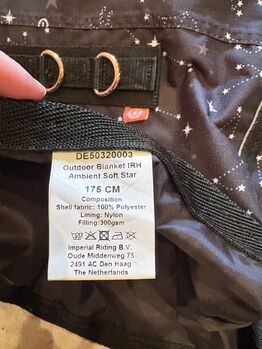 DE50320003
Outdoor Blanket IRH
Ambient Soft Star
175 CM
Composition
Shell fabric: 100% Polyester
Lining: Nylon
Filling: 300gsm
Imperial Riding B.V.
Oude Middenweg 75
2491 AC Den Haag
The Netherlands